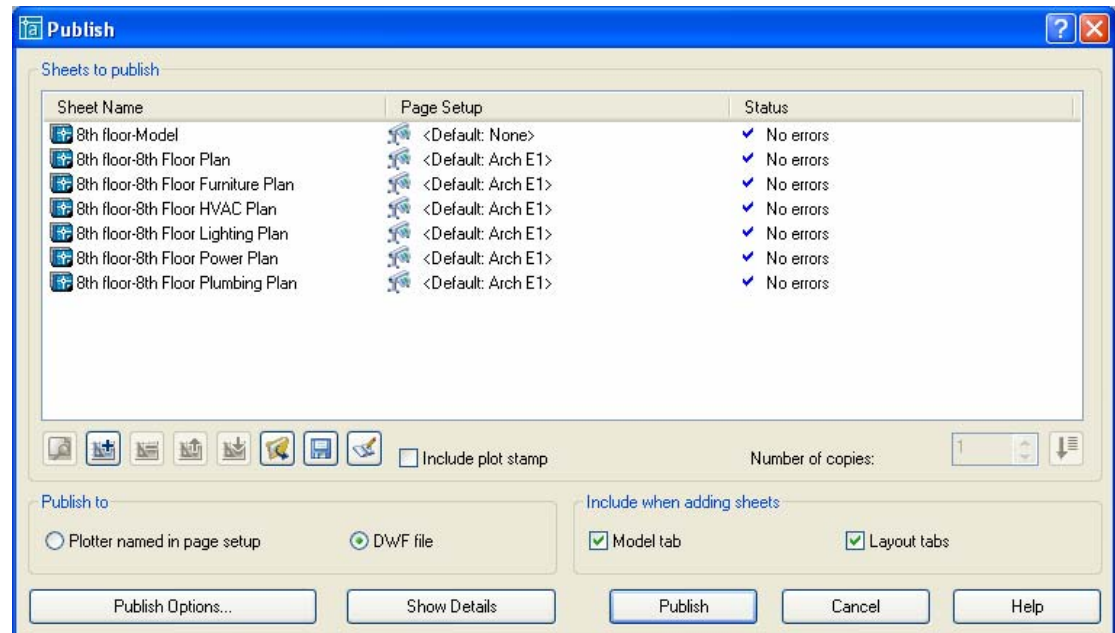 Publish
Sheets to publish
Sheet Name Page Setup Status
8th floor-Model <Default: None> No errors
8th floor-8th Floor Plan <Default: Arch E1> No errors
8th floor-8th Floor Furniture Plan <Default: Arch E1> No errors
8th floor-8th Floor HVAC Plan <Default: Arch E1> No errors
8th floor-8th Floor Lighting Plan <Default: Arch E1> No errors
8th floor-8th Floor Power Plan <Default: Arch E1> No errors
8th floor-8th Floor Plumbing Plan <Default: Arch E1> No errors
Include plot stamp Number of copies: 1
Publish to Include when adding sheets
Plotter named in page setup DWF file Model tab Layout tabs
Publish Options... Show Details Publish Cancel Help